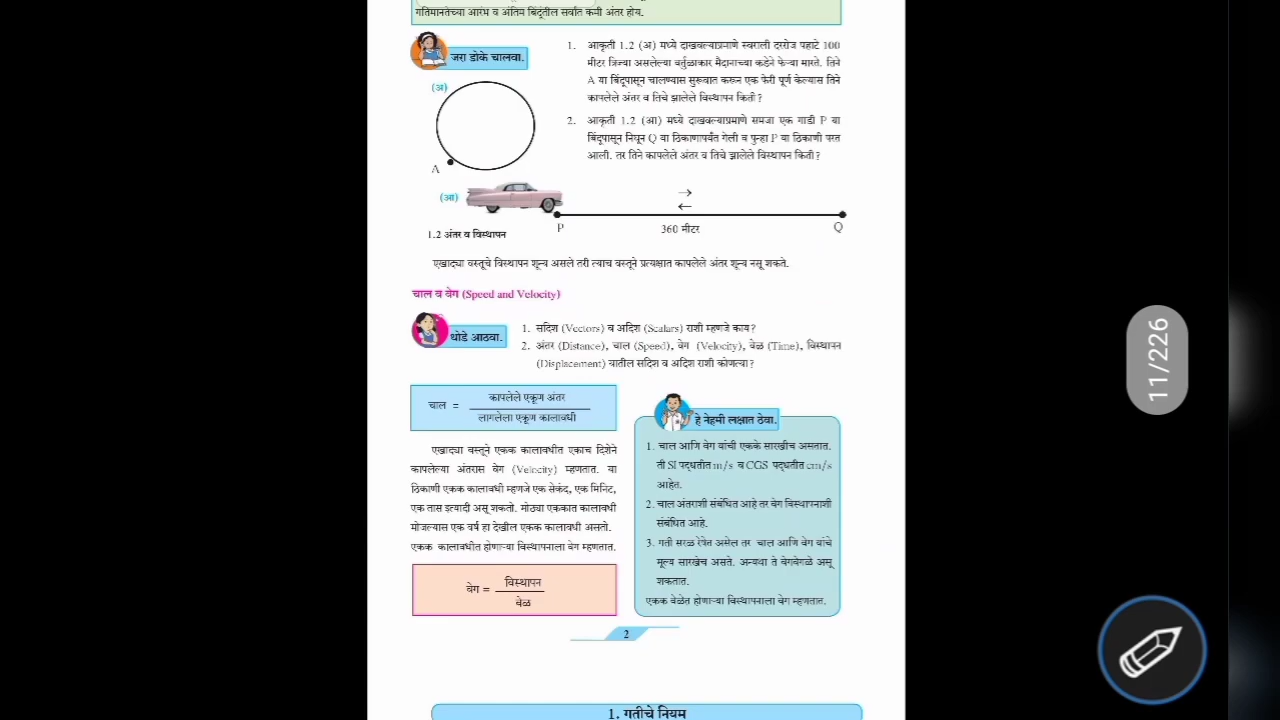 गतिमानतेच्या आरंभ व अंतिम बिंदूंतील सर्वात कमी अंतर होय.
जरा डोके चालवा.
1. आकृती 1.2 (अ) मध्ये दाखवल्याप्रमाणे स्वराली दररोज पहाटे 100
मीटर त्रिज्या असलेल्या वर्तुळाकार मैदानाच्या कडेने फेऱ्या मारते. तिने
A या बिंदूपासून चालण्यास सुरूवात करून एक फेरी पूर्ण केल्यास तिने
कापलेले अंतर व तिचे झालेले विस्थापन किती?
2. आकृती 1.2 (आ) मध्ये दाखवल्याप्रमाणे समजा एक गाडी P या
बिंदूपासून निघून Q या ठिकाणापर्यंत गेली व पुन्हा P या ठिकाणी परत
आली. तर तिने कापलेले अंतर व तिचे झालेले विस्थापन किती?
(अ)
A
(आ)
→
←
P
360 मीटर
Q
1.2 अंतर व विस्थापन
एखाद्या वस्तूचे विस्थापन शून्य असले तरी त्याच वस्तूने प्रत्यक्षात कापलेले अंतर शून्य नसू शकते.
चाल व वेग (Speed and Velocity)
थोडे आठवा.
1. सदिश (Vectors) व अदिश (Scalars) राशी म्हणजे काय?
2. अंतर (Distance), चाल (Speed), वेग (Velocity), वेळ (Time), विस्थापन
(Displacement) यातील सदिश व अदिश राशी कोणत्या?
चाल = कापलेले एकूण अंतर
लागलेला एकूण कालावधी
एखाद्या वस्तूने एकक कालावधीत एकाच दिशेने
कापलेल्या अंतरास वेग (Velocity) म्हणतात. या
ठिकाणी एकक कालावधी म्हणजे एक सेकंद, एक मिनिट,
एक तास इत्यादी असू शकतो. मोठ्या एककात कालावधी
मोजल्यास एक वर्ष हा देखील एकक कालावधी असतो.
एकक कालावधीत होणाऱ्या विस्थापनाला वेग म्हणतात.
वेग = विस्थापन
वेळ
हे नेहमी लक्षात ठेवा.
1. चाल आणि वेग यांची एकके सारखीच असतात.
ती SI पद्धतीत m/s व CGS पद्धतीत cm/s
आहेत.
2. चाल अंतराशी संबंधित आहे तर वेग विस्थापनाशी
संबंधित आहे.
3. गती सरळ रेषेत असेल तर चाल आणि वेग यांचे
मूल्य सारखेच असते. अन्यथा ते वेगवेगळे असू
शकतात.
एकक वेळेत होणाऱ्या विस्थापनाला वेग म्हणतात.
2
1. गतीचे नियम
11/226